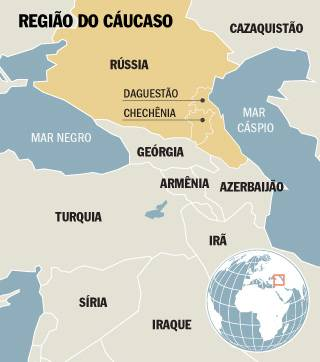 REGIÃO DO CÁUCASO
CAZAQUISTÃO
RÚSSIA
DAGUESTÃO
CHECHÊNIA
MAR
CÁSPIO
MAR NEGRO
GEÓRGIA
ARMÊNIA
AZERBAIJÃO
TURQUIA
IRÃ
SÍRIA
IRAQUE